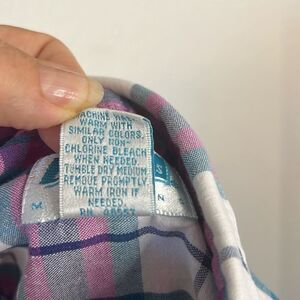 MACHINE WASH
WARM WITH
SIMILAR COLORS.
ONLY NON-
CHLORINE BLEACH
WHEN NEEDED.
TUMBLE DRY MEDIUM.
REMOVE PROMPTLY.
WARM IRON IF
NEEDED.